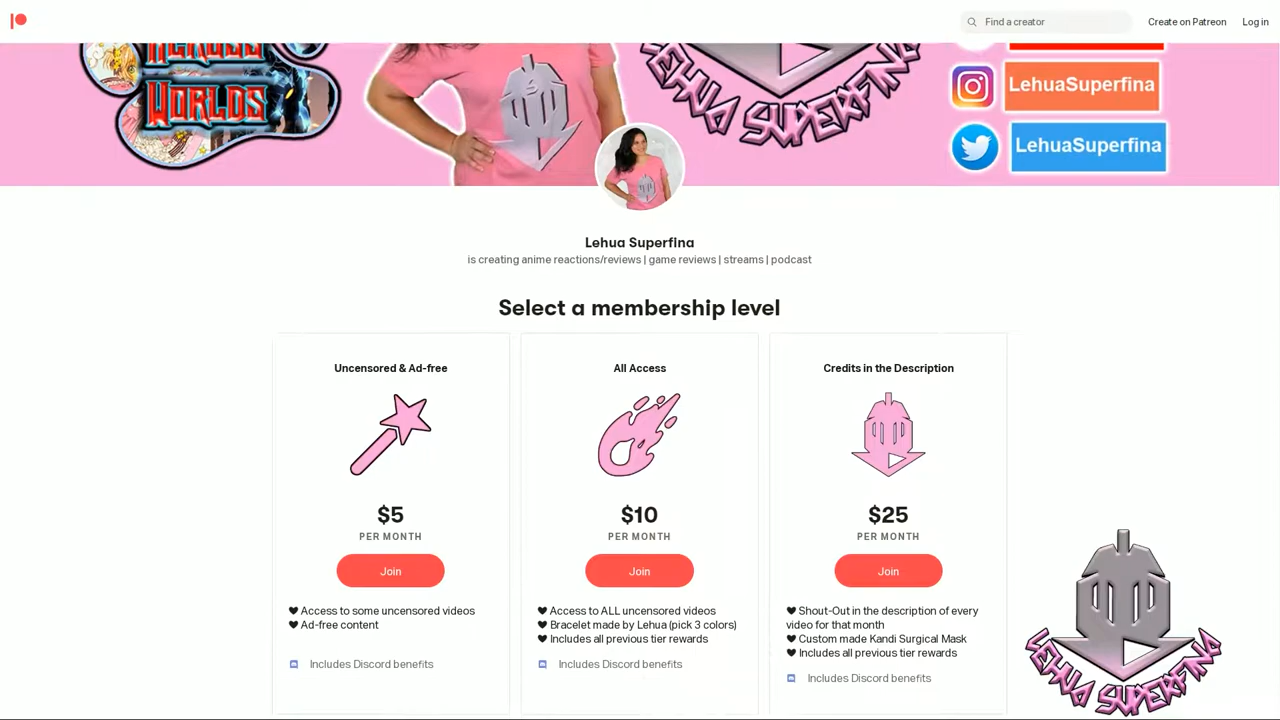 Find a creator
Create on Patreon
Log in
WORLDS
LEHUA SUPERFINA
LehuaSuperfina
LehuaSuperfina
S
Lehua Superfina
is creating anime reactions/reviews | game reviews | streams | podcast
Select a membership level
Uncensored & Ad-free
$5
PER MONTH
Join
♥ Access to some uncensored videos
♥ Ad-free content
Includes Discord benefits
All Access
$10
PER MONTH
Join
♥ Access to ALL uncensored videos
♥ Bracelet made by Lehua (pick 3 colors)
♥ Includes all previous tier rewards
Includes Discord benefits
Credits in the Description
$25
PER MONTH
Join
♥ Shout-Out in the description of every
video for that month
♥ Custom made Kandi Surgical Mask
♥ Includes all previous tier rewards
Includes Discord benefits
LEHUA SUPERFINA